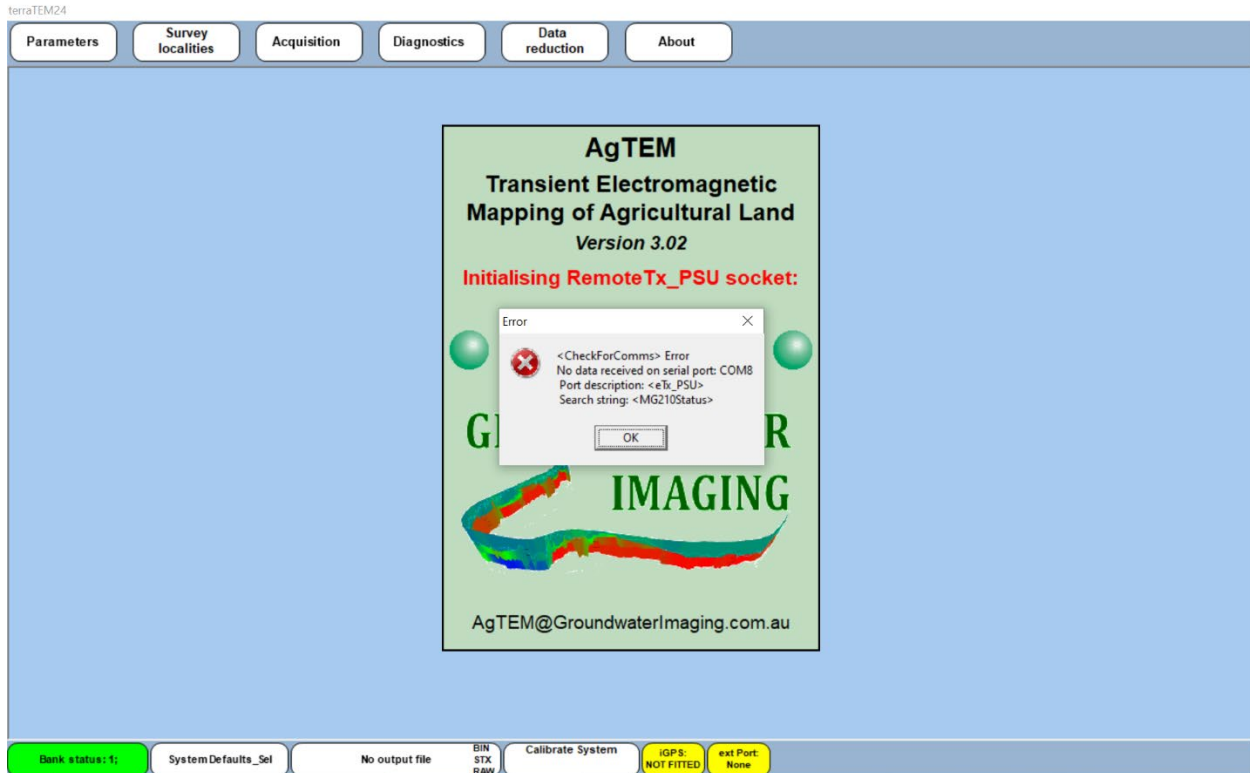 terraTEM24
Parameters
Survey
localities
Acquisition
Diagnostics
Data
reduction
About
AgTEM
Transient Electromagnetic
Mapping of Agricultural Land
Version 3.02
Initialising RemoteTx_PSU socket:
Error
<CheckForComms> Error
No data received on serial port: COM8
Port description: <eTx_PSU>
Search string: <MG210Status>
OK
IMAGING
AgTEM@GroundwaterImaging.com.au
Bank status: 1;
SystemDefaults_Sel
No output file
BIN
STX
RAW
Calibrate System
iGPS:
NOT FITTED
ext Port:
None